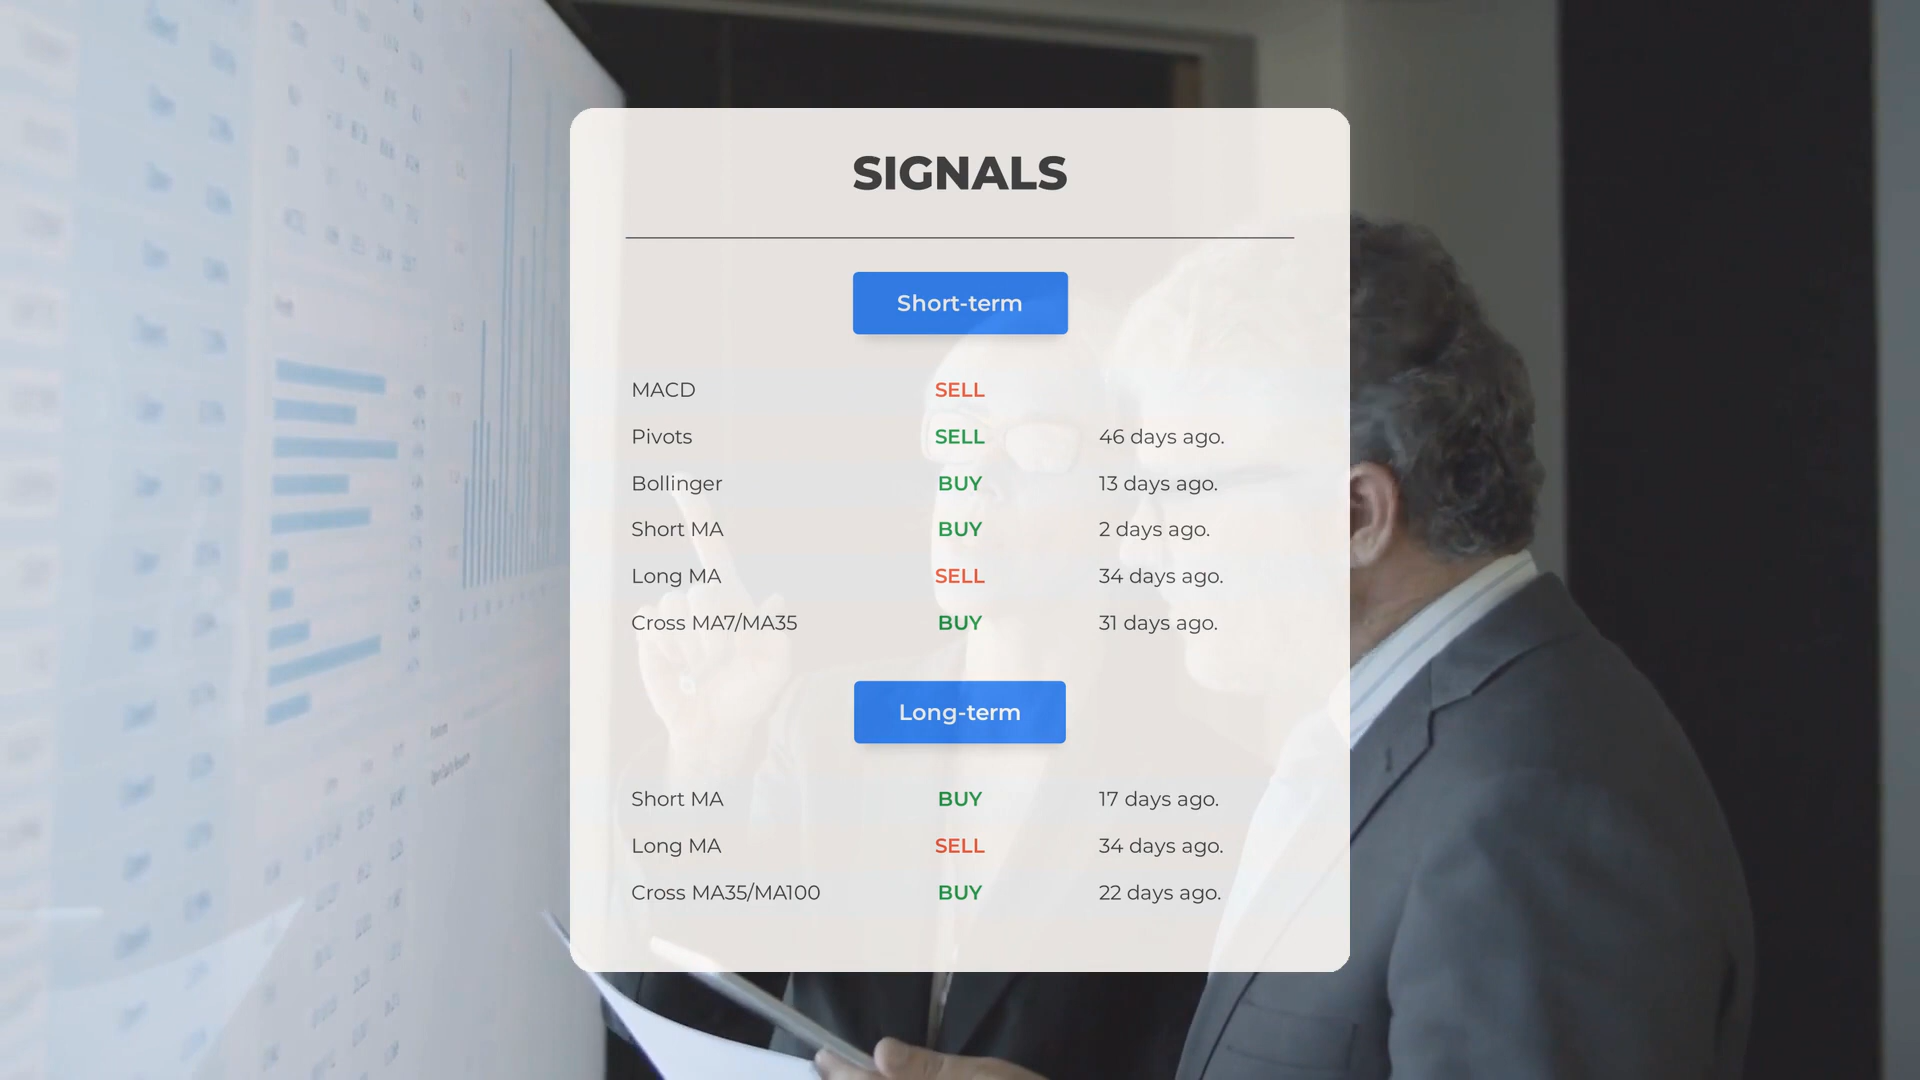 SIGNALS
Short-term
MACD SELL
Pivots SELL 46 days ago.
Bollinger BUY 13 days ago.
Short MA BUY 2 days ago.
Long MA SELL 34 days ago.
Cross MA7/MA35 BUY 31 days ago.
Long-term
Short MA BUY 17 days ago.
Long MA SELL 34 days ago.
Cross MA35/MA100 BUY 22 days ago.